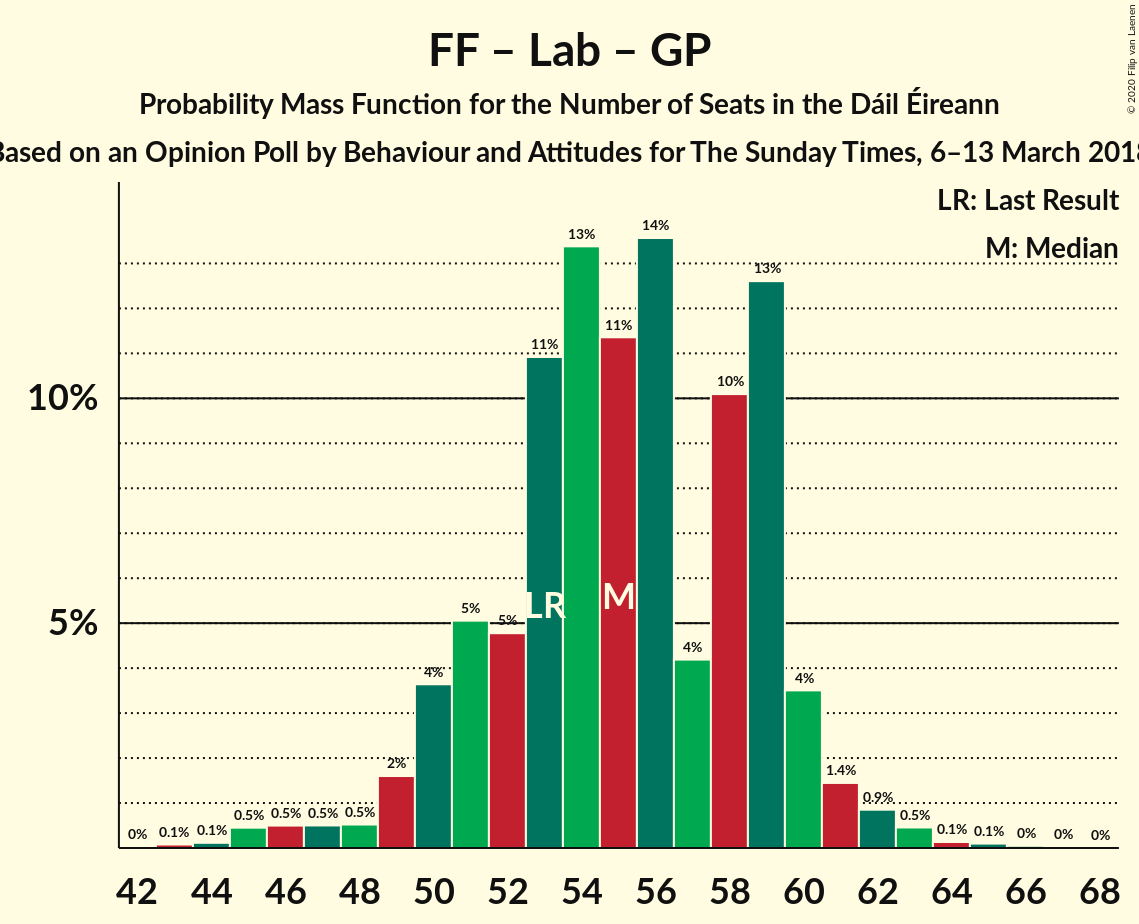 FF – Lab – GP
Probability Mass Function for the Number of Seats in the Dáil Éireann
Based on an Opinion Poll by Behaviour and Attitudes for The Sunday Times, 6–13 March 2018
© 2020 Filip van Laenen
LR: Last Result
M: Median
10%
5%
0% 0.1% 0.1% 0.5% 0.5% 0.5% 0.5% 2% 4% 5% 5% 11% 13% 11% 14% 4% 10% 13% 4% 1.4% 0.9% 0.5% 0.1% 0.1% 0% 0% 0%
LR M
42 44 46 48 50 52 54 56 58 60 62 64 66 68